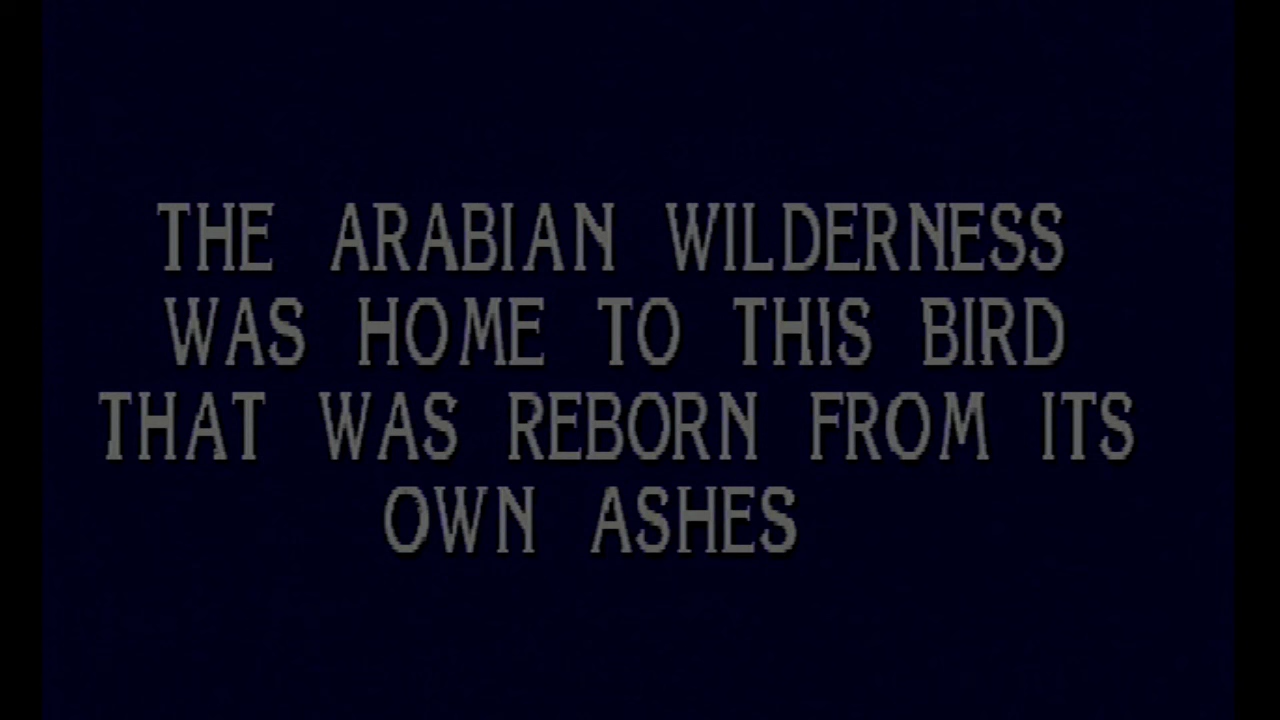 THE ARABIAN WILDERNESS
WAS HOME TO THIS BIRD
THAT WAS REBORN FROM ITS
OWN ASHES